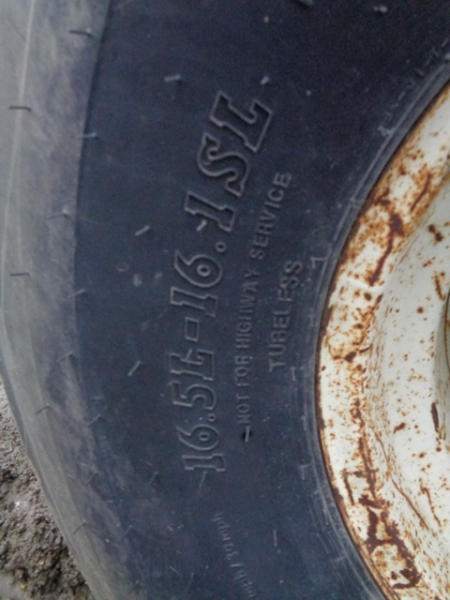 16.5L-16.1SL
NOT FOR HIGHWAY SERVICE
TUBELESS